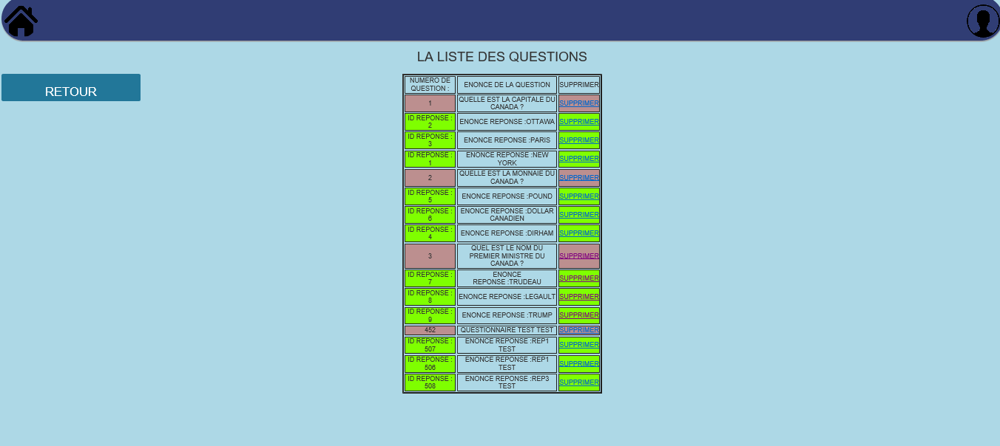 LA LISTE DES QUESTIONS
RETOUR
NUMERO DE
QUESTION :
ENONCE DE LA QUESTION
SUPPRIMER
1
QUELLE EST LA CAPITALE DU
CANADA ?
SUPPRIMER
ID REPONSE :
2
ENONCE REPONSE :OTTAWA
SUPPRIMER
ID REPONSE :
3
ENONCE REPONSE :PARIS
SUPPRIMER
ID REPONSE :
1
ENONCE REPONSE :NEW
YORK
SUPPRIMER
2
QUELLE EST LA MONNAIE DU
CANADA ?
SUPPRIMER
ID REPONSE :
5
ENONCE REPONSE :POUND
SUPPRIMER
ID REPONSE :
6
ENONCE REPONSE :DOLLAR
CANADIEN
SUPPRIMER
ID REPONSE :
4
ENONCE REPONSE :DIRHAM
SUPPRIMER
3
QUEL EST LE NOM DU
PREMIER MINISTRE DU
CANADA ?
SUPPRIMER
ID REPONSE :
7
ENONCE
REPONSE :TRUDEAU
SUPPRIMER
ID REPONSE :
8
ENONCE REPONSE :LEGAULT
SUPPRIMER
ID REPONSE :
9
ENONCE REPONSE :TRUMP
SUPPRIMER
452
QUESTIONNAIRE TEST TEST
SUPPRIMER
ID REPONSE :
507
ENONCE REPONSE :REP1
TEST
SUPPRIMER
ID REPONSE :
506
ENONCE REPONSE :REP1
TEST
SUPPRIMER
ID REPONSE :
508
ENONCE REPONSE :REP3
TEST
SUPPRIMER